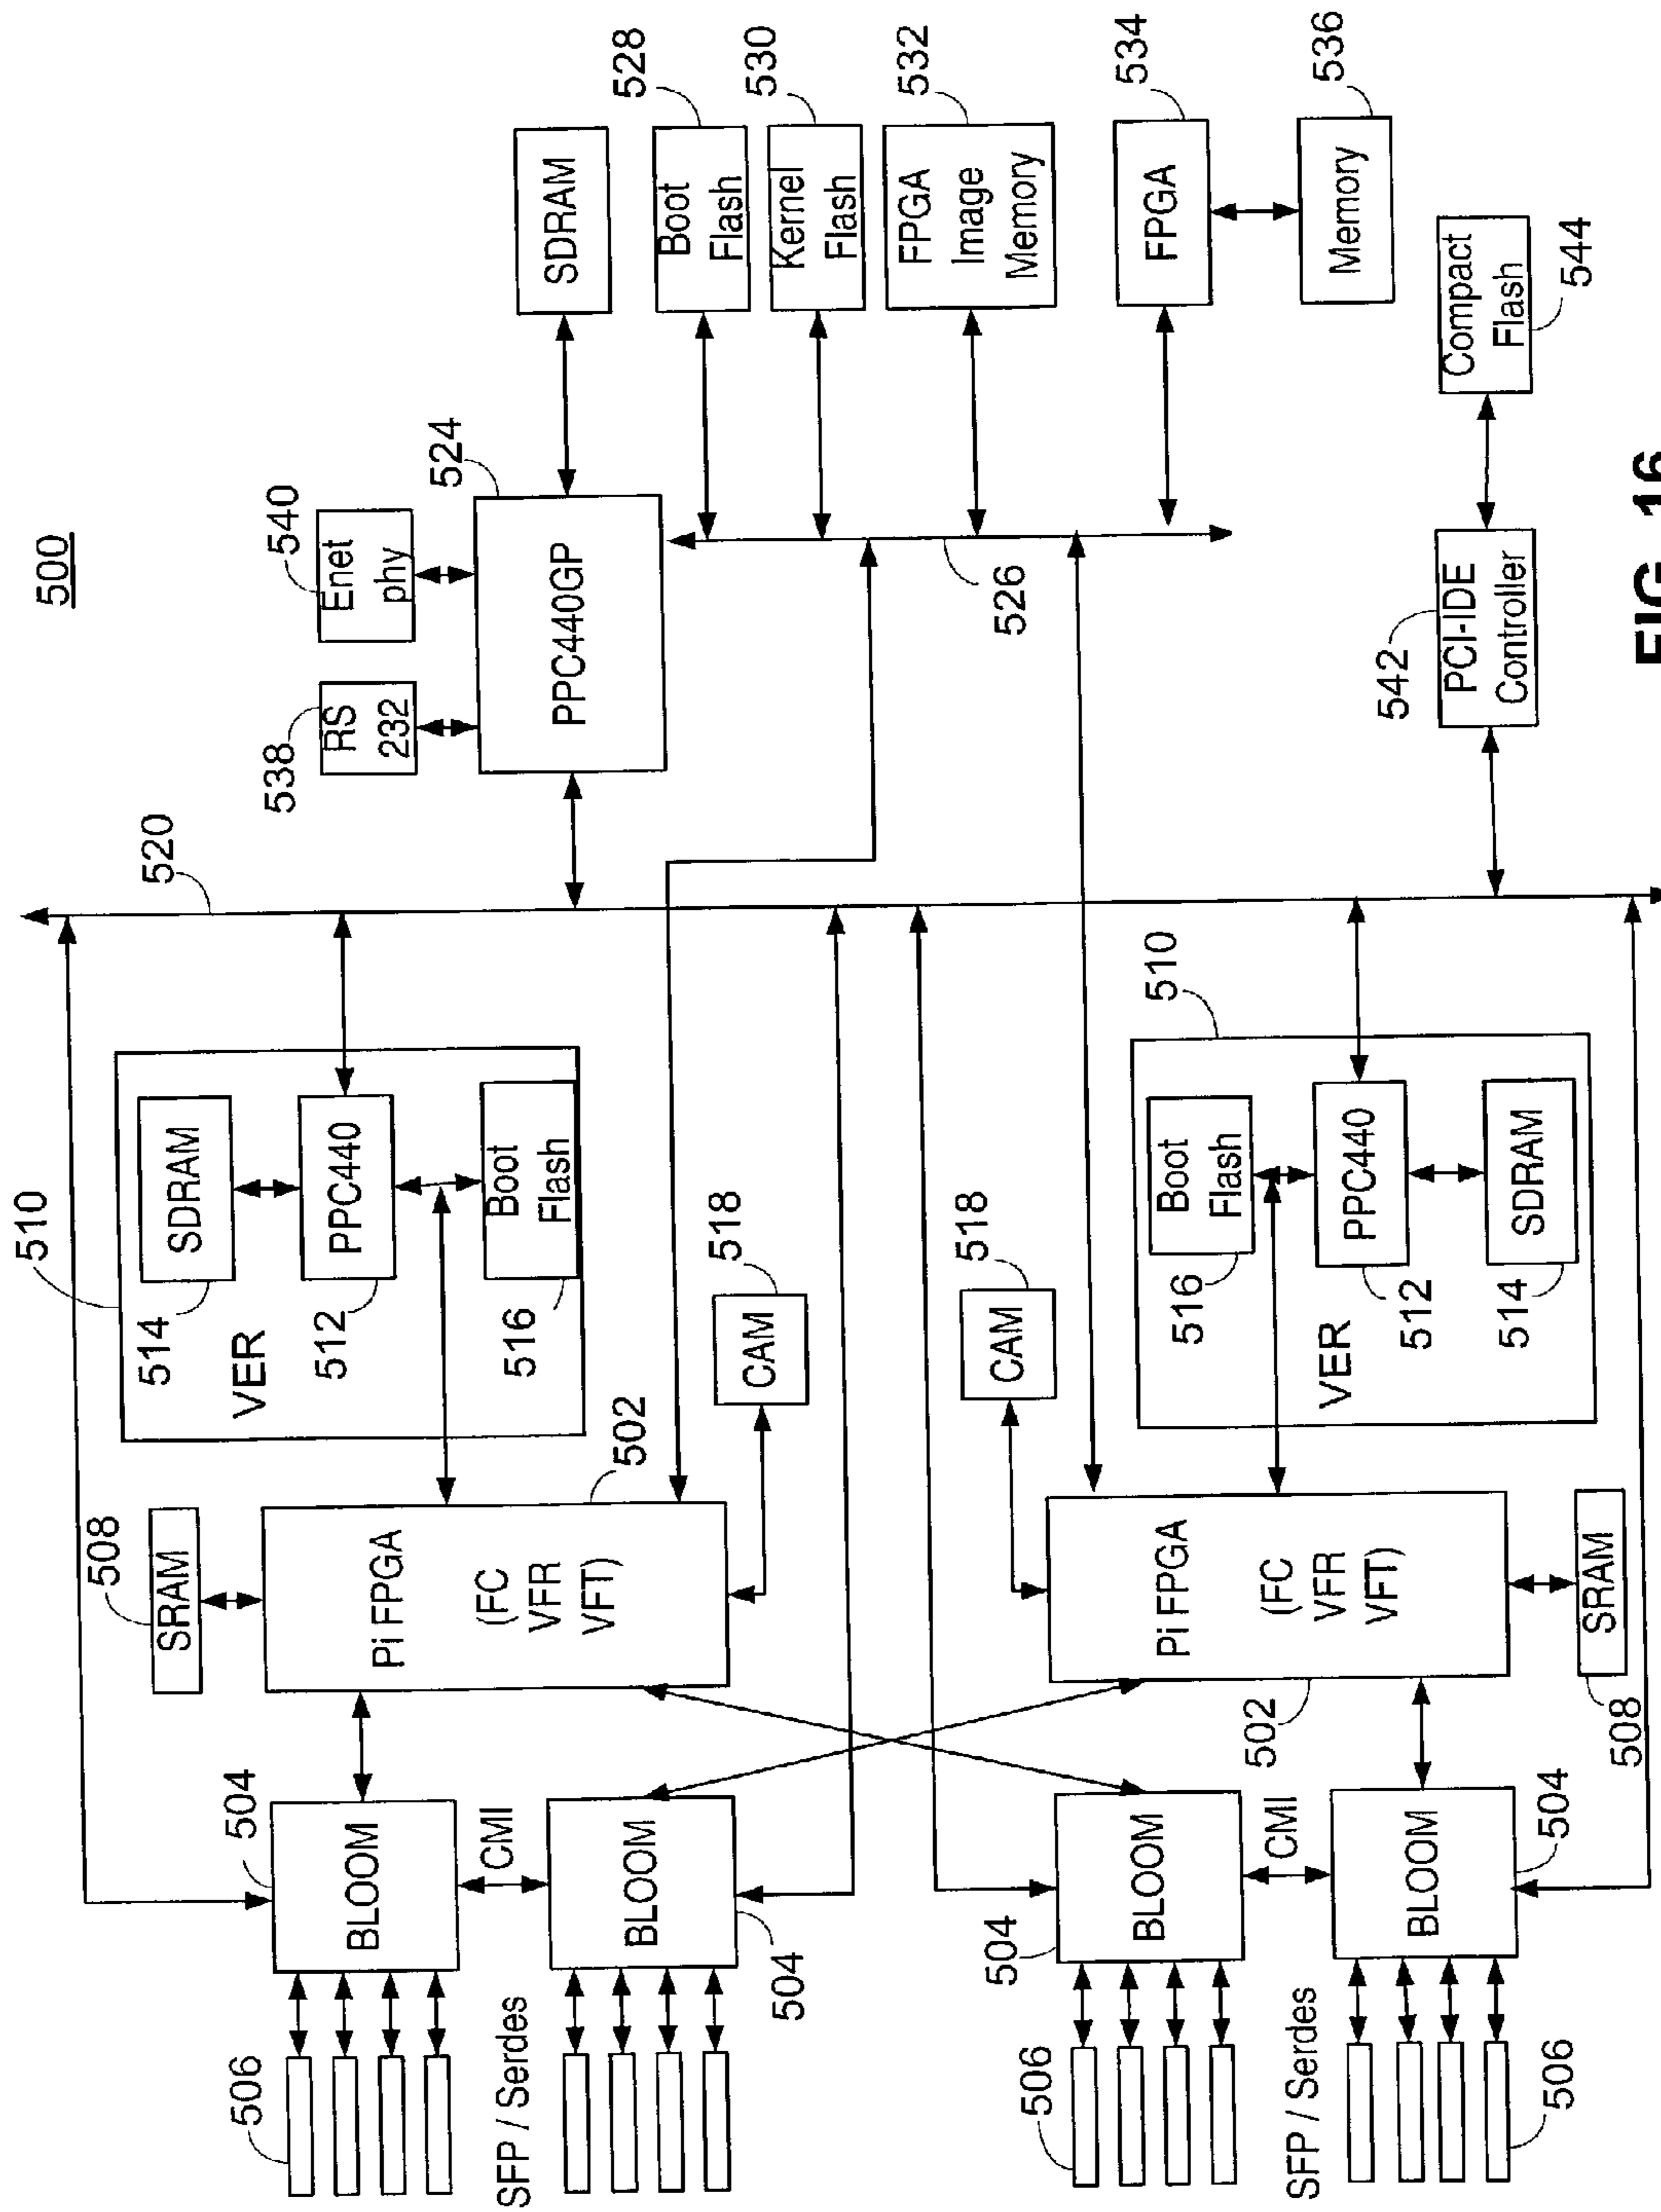 500
506
SFP / Serdes
504
BLOOM
CMI
BLOOM
504
508
SRAM
Pi FPGA
(FC
VFR
VFT)
502
510
SDRAM
514
VER
PPC440
512
Boot
Flash
516
CAM
518
520
538
RS
232
540
Enet
phy
524
PPC440GP
SDRAM
528
Boot
Flash
530
Kernel
Flash
532
FPGA
Image
Memory
526
534
FPGA
536
Memory
506
SFP / Serdes
506
504
BLOOM
CMI
BLOOM
504
Pi FPGA
(FC
VFR
VFT)
502
SRAM
508
CAM
518
510
Boot
Flash
516
VER
PPC440
512
SDRAM
514
542
PCI-IDE
Controller
Compact
Flash
544
FIG. 16